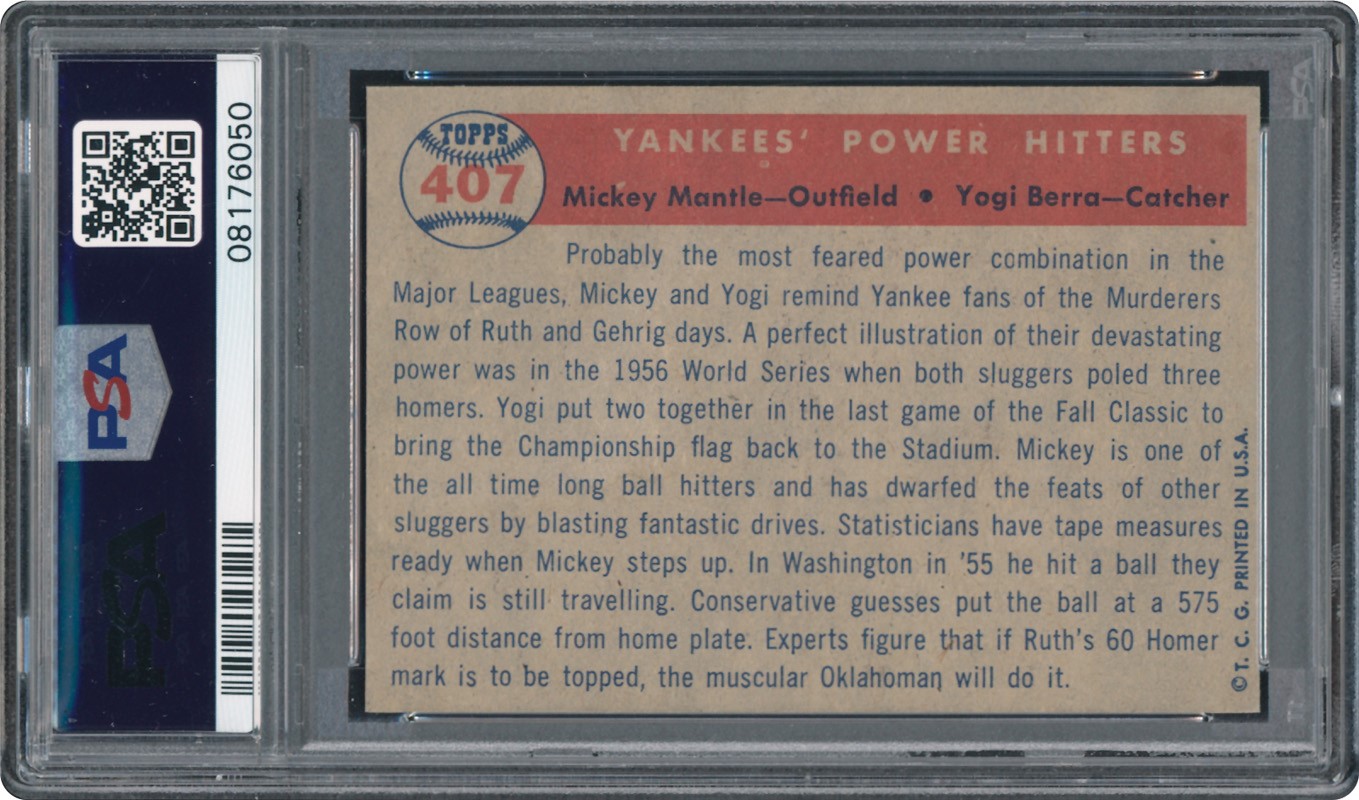 08176050
PSA
PSA
TOPPS
407
YANKEES' POWER HITTERS
Mickey Mantle—Outfield • Yogi Berra—Catcher
Probably the most feared power combination in the
Major Leagues, Mickey and Yogi remind Yankee fans of the Murderers
Row of Ruth and Gehrig days. A perfect illustration of their devastating
power was in the 1956 World Series when both sluggers poled three
homers. Yogi put two together in the last game of the Fall Classic to
bring the Championship flag back to the Stadium. Mickey is one of
the all time long ball hitters and has dwarfed the feats of other
sluggers by blasting fantastic drives. Statisticians have tape measures
ready when Mickey steps up. In Washington in '55 he hit a ball they
claim is still travelling. Conservative guesses put the ball at a 575
foot distance from home plate. Experts figure that if Ruth's 60 Homer
mark is to be topped, the muscular Oklahoman will do it.
© T. C. G. PRINTED IN U.S.A.
PSA